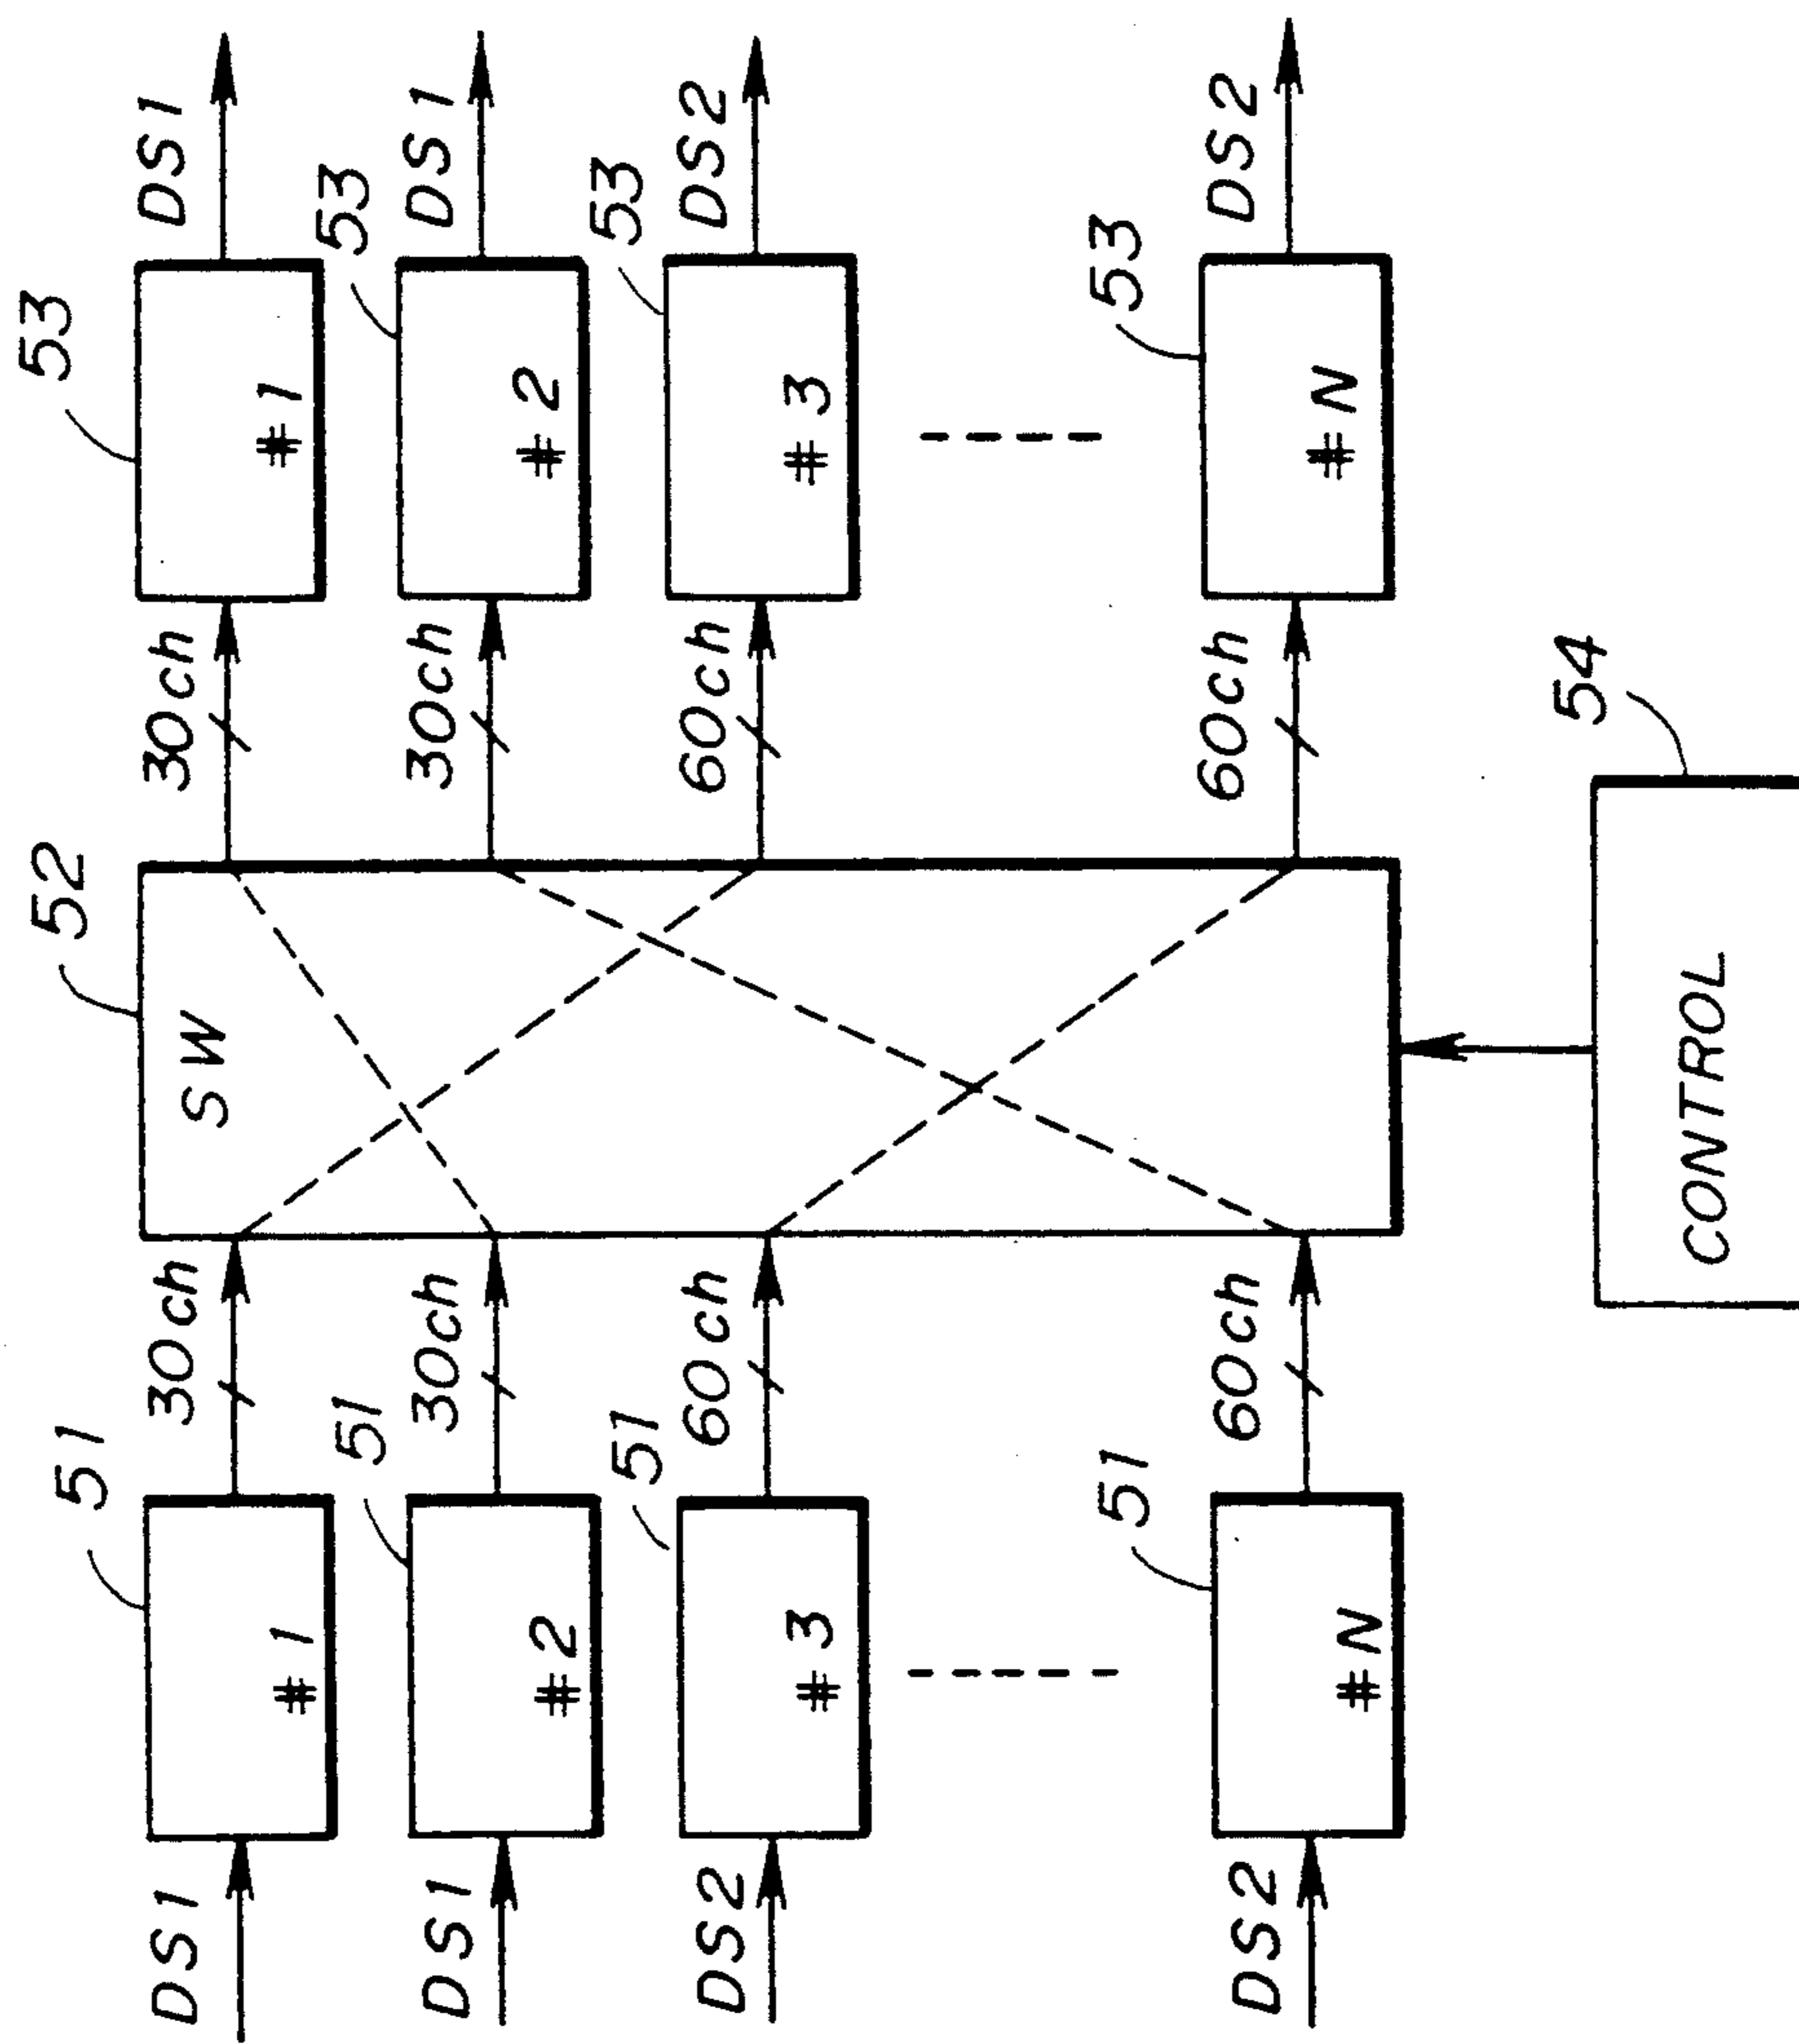 DS1
DS1
DS2
DS2
51
#1
51
#2
51
#3
51
#N
30ch
30ch
60ch
60ch
52
SW
30ch
30ch
60ch
60ch
53
#1
53
#2
53
#3
53
#N
DS1
DS1
DS2
DS2
CONTROL
54